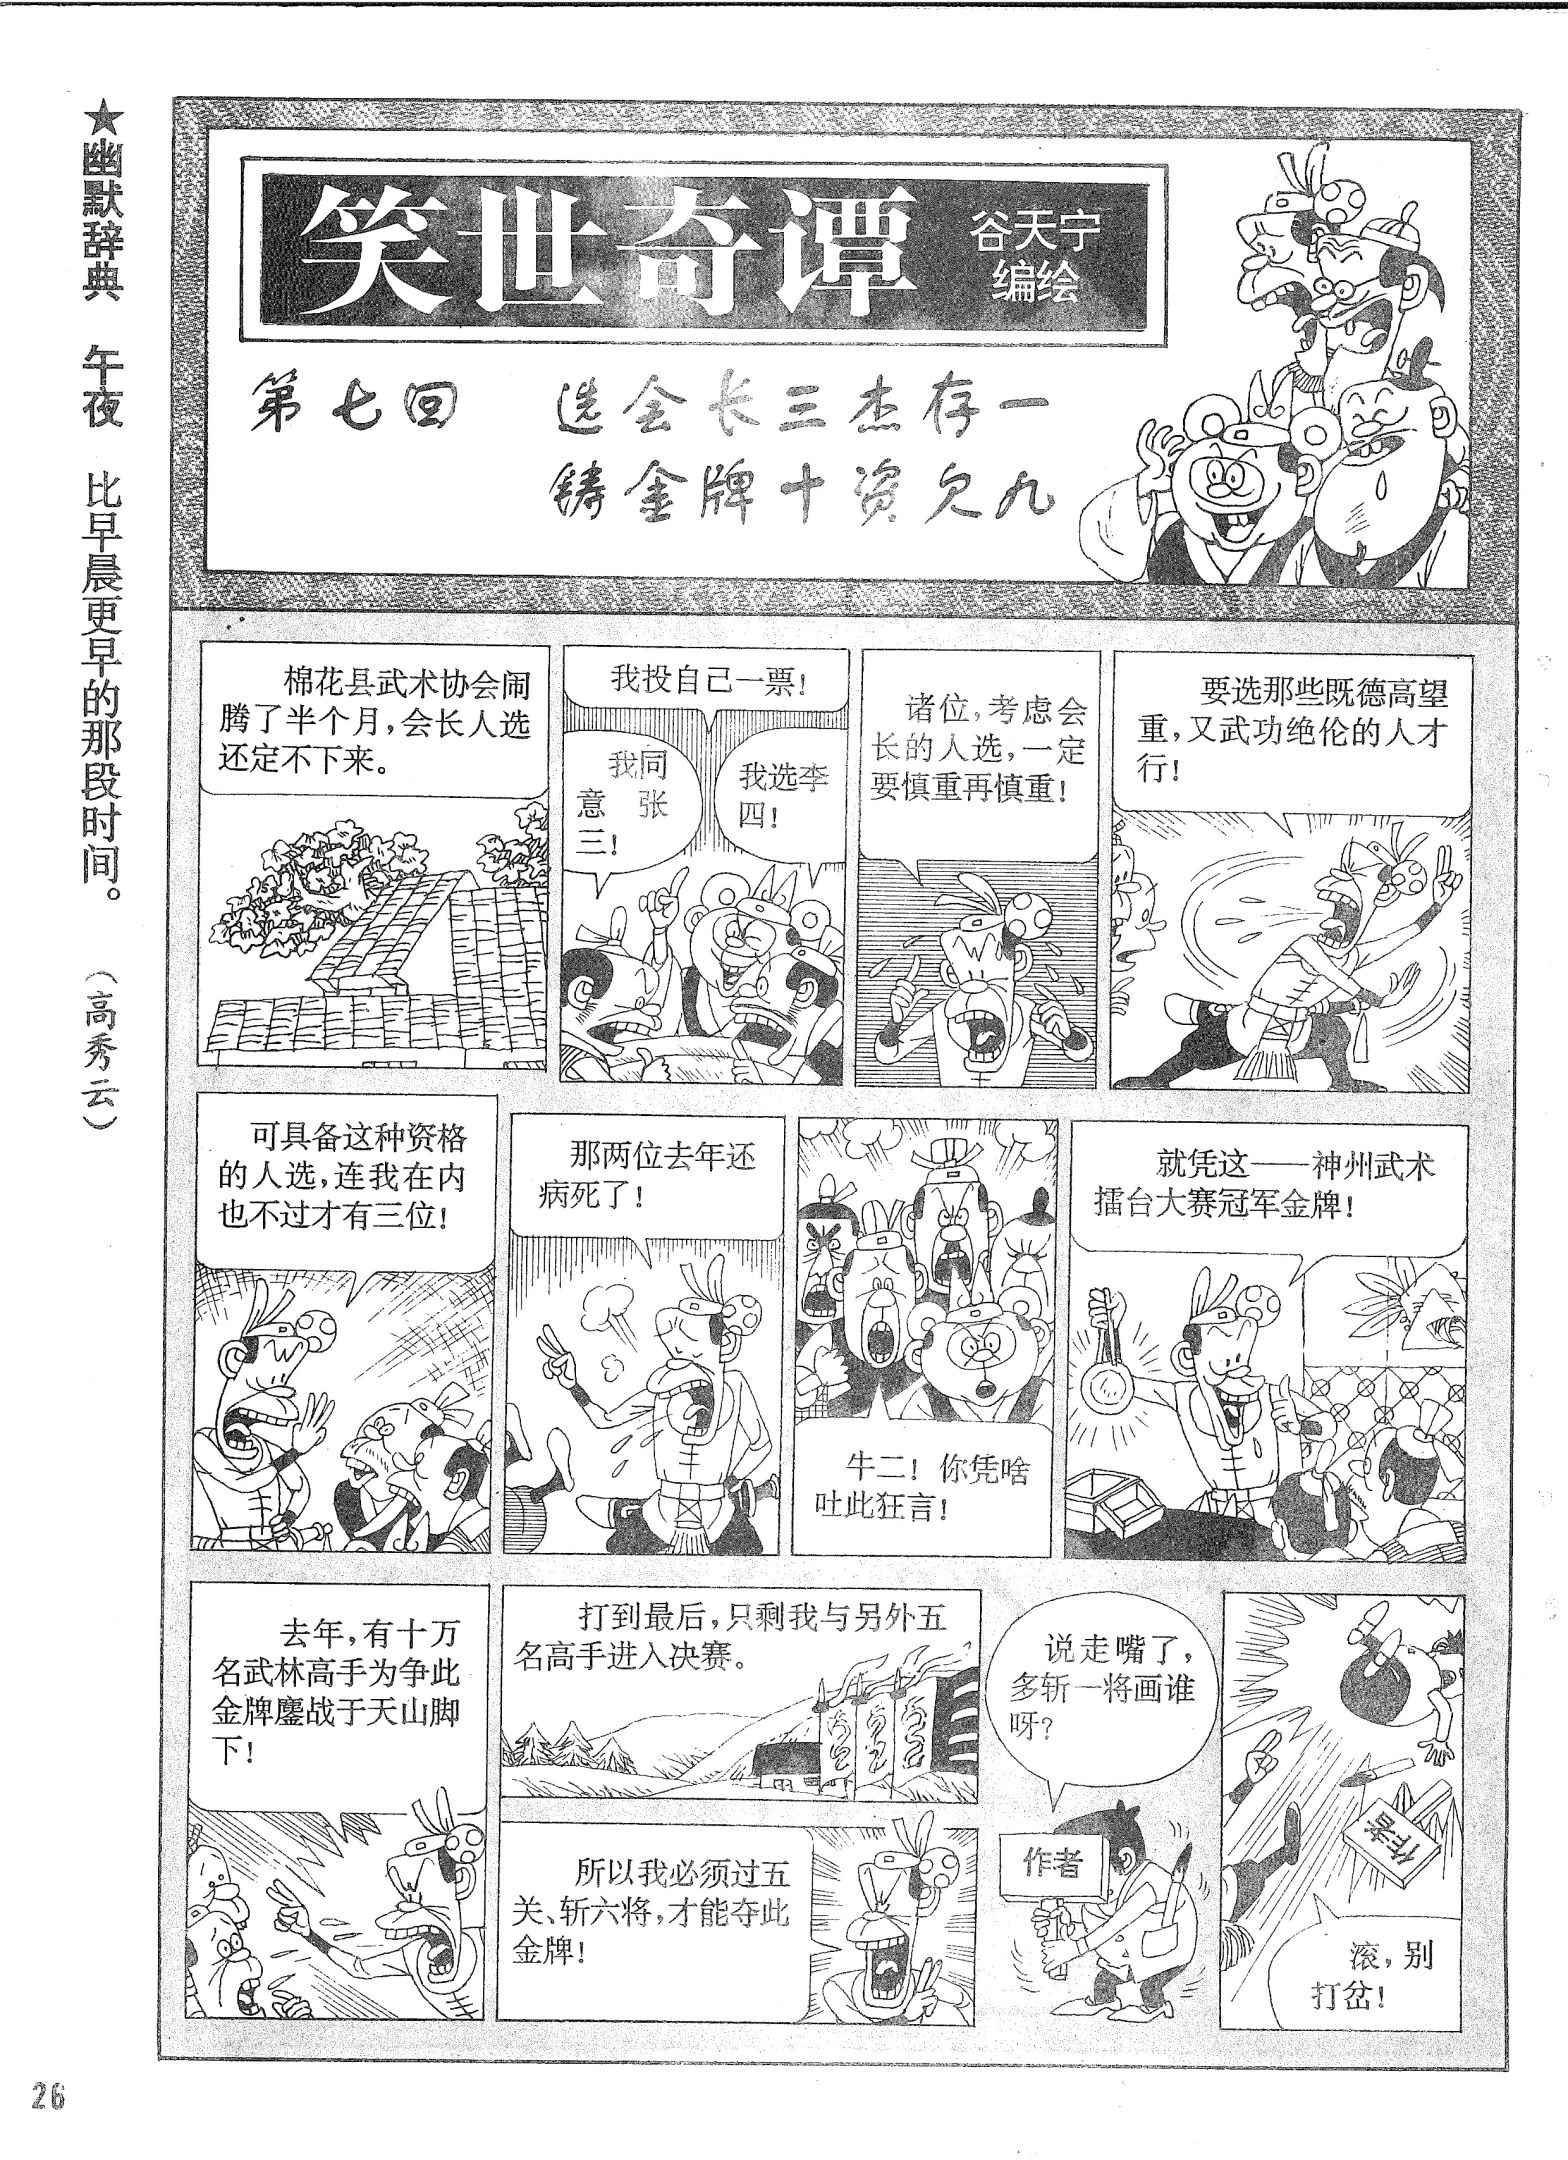 ★幽默辞典 午夜 比早晨更早的那段时间。 (高秀云)
笑世奇谭
谷天宁
编绘
第七回 选会长三杰存一
铸金牌十资欠九
棉花县武术协会闹
腾了半个月,会长人选
还定不下来。
我投自己一票!
我同
意张
三!
我选李
四!
诸位,考虑会
长的人选,一定
要慎重再慎重!
要选那些既德高望
重,又武功绝伦的人才
行!
可具备这种资格
的人选,连我在内
也不过才有三位!
那两位去年还
病死了!
牛二!你凭啥
吐此狂言!
就凭这——神州武术
擂台大赛冠军金牌!
去年,有十万
名武林高手为争此
金牌鏖战于天山脚
下!
打到最后,只剩我与另外五
名高手进入决赛。
所以我必须过五
关、斩六将,才能夺此
金牌!
说走嘴了,
多斩一将画谁
呀?
作者
作者
滚,别
打岔!
26